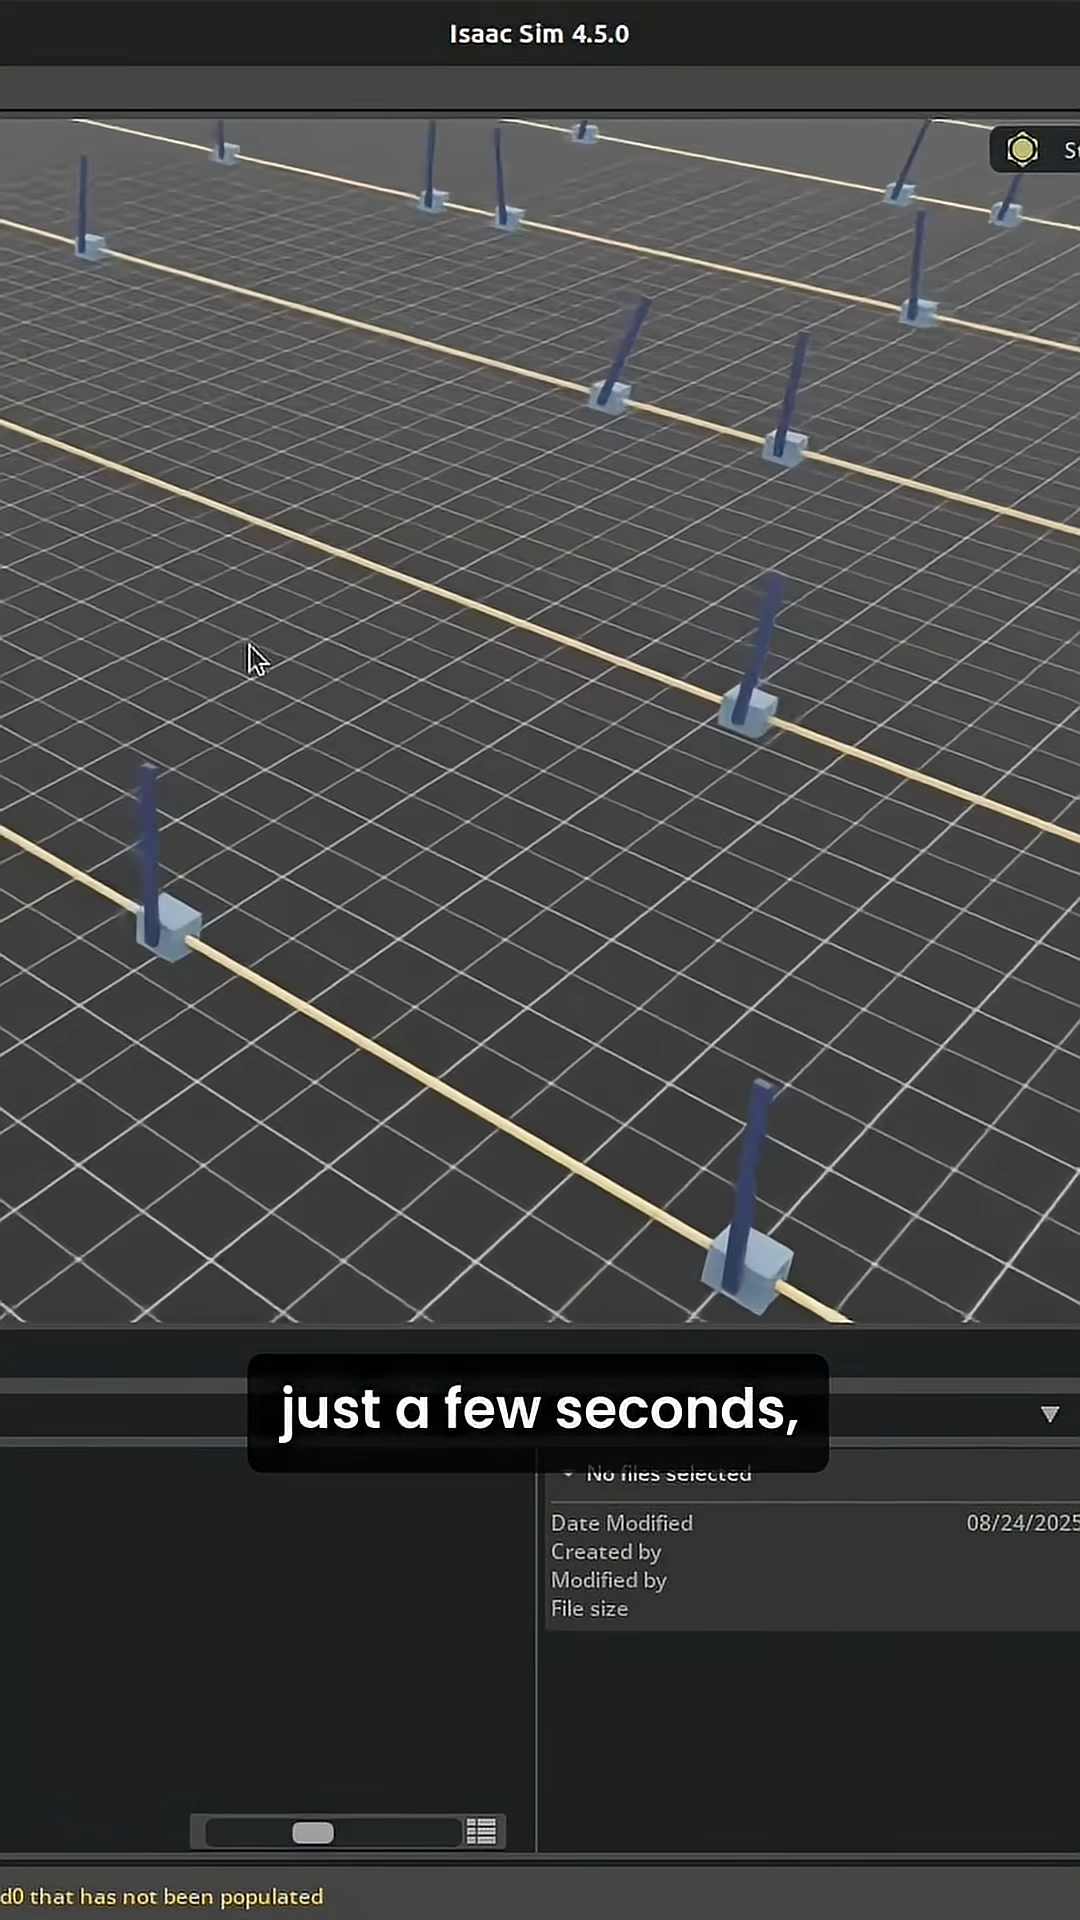 Isaac Sim 4.5.0
just a few seconds,
No files selected
Date Modified 08/24/2025
Created by
Modified by
File size
d0 that has not been populated